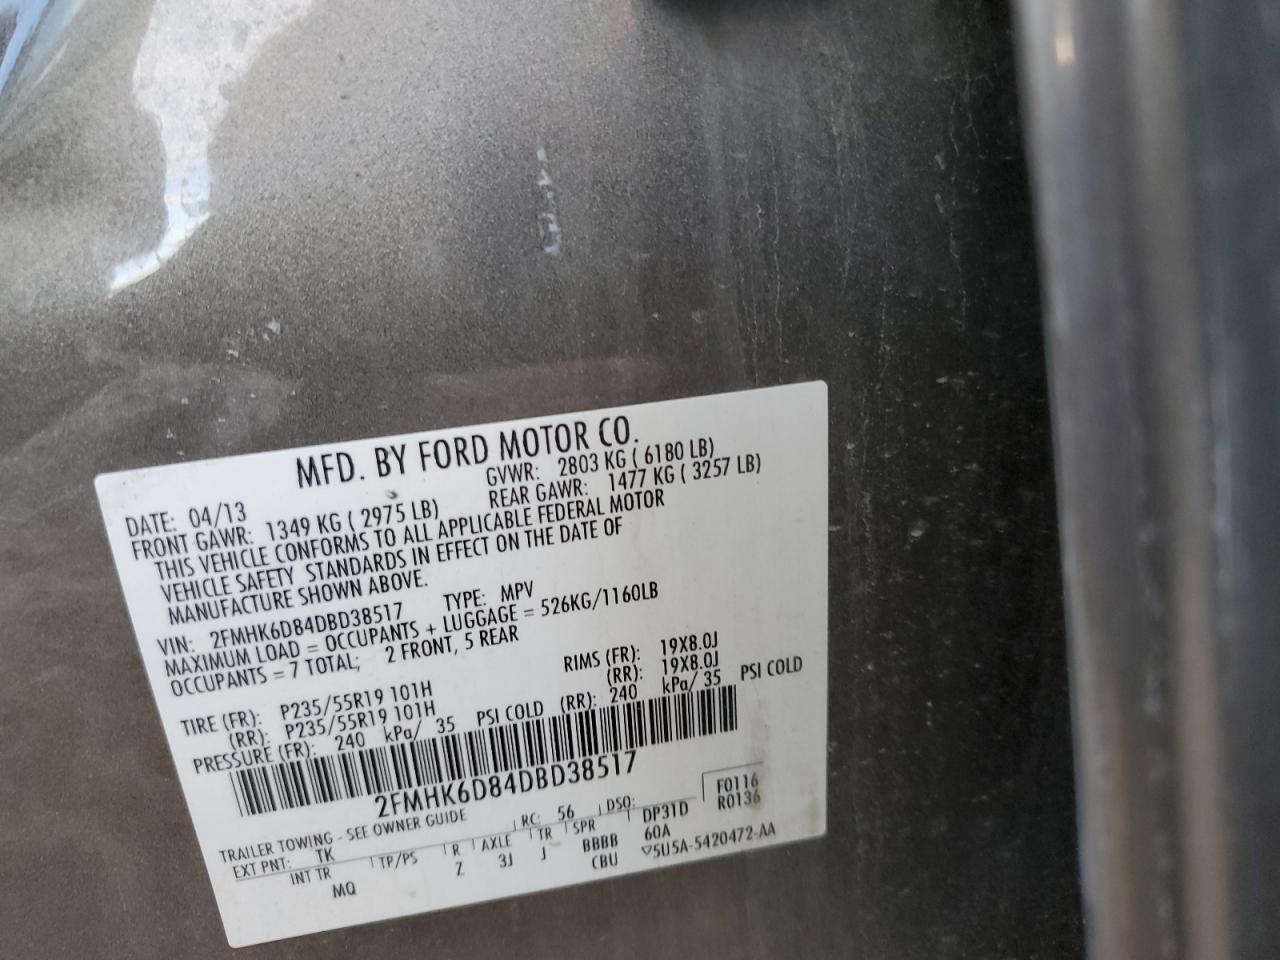 MFD. BY FORD MOTOR CO.
DATE: 04/13 GVWR: 2803 KG ( 6180 LB)
FRONT GAWR: 1349 KG ( 2975 LB) REAR GAWR: 1477 KG ( 3257 LB)
THIS VEHICLE CONFORMS TO ALL APPLICABLE FEDERAL MOTOR
VEHICLE SAFETY STANDARDS IN EFFECT ON THE DATE OF
MANUFACTURE SHOWN ABOVE.
VIN: 2FMHK6D84DBD38517 TYPE: MPV
MAXIMUM LOAD = OCCUPANTS + LUGGAGE = 526KG/1160LB
OCCUPANTS = 7 TOTAL; 2 FRONT, 5 REAR
TIRE (FR): P235/55R19 101H RIMS (FR): 19X8.0J
(RR): P235/55R19 101H (RR): 19X8.0J
PRESSURE (FR): 240 kPa/ 35 PSI COLD (RR): 240 kPa/ 35 PSI COLD
2FMHK6D84DBD38517
TRAILER TOWING - SEE OWNER GUIDE RC: 56 DSO: F0116
R0136
EXT PNT: TK TP/PS R AXLE TR SPR DP31D
INT TR MQ Z 3J J BBBB 60A
CBU ▽5U5A-5420472-AA